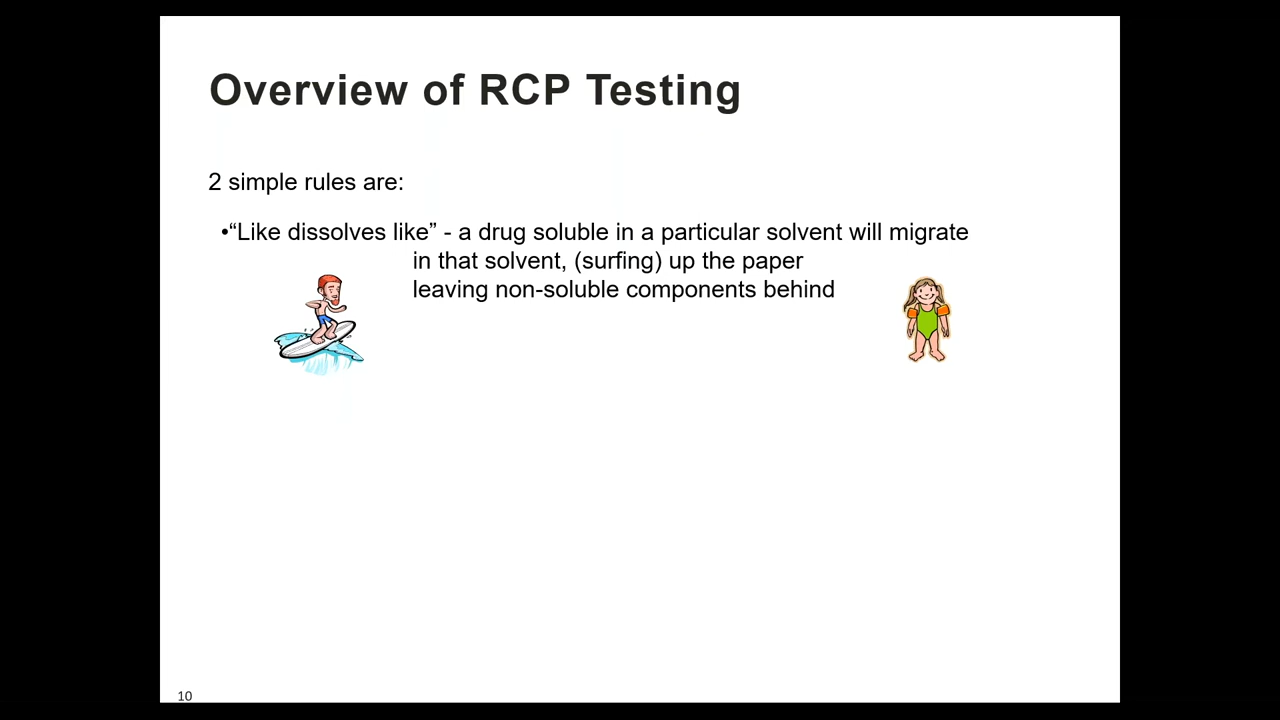 Overview of RCP Testing
2 simple rules are:
•“Like dissolves like” - a drug soluble in a particular solvent will migrate
in that solvent, (surfing) up the paper
leaving non-soluble components behind
10